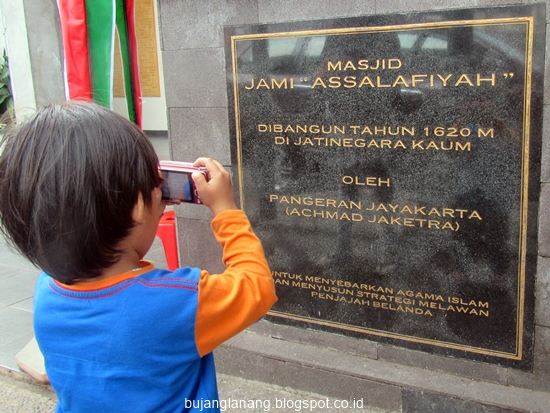 MASJID
JAMI "ASSALAFIYAH"
DIBANGUN TAHUN 1620 M
DI JATINEGARA KAUM
OLEH
PANGERAN JAYAKARTA
(ACHMAD JAKETRA)
UNTUK MENYEBARKAN AGAMA ISLAM
DAN MENYUSUN STRATEGI MELAWAN
PENJAJAH BELANDA
bujanglanang.blogspot.co.id